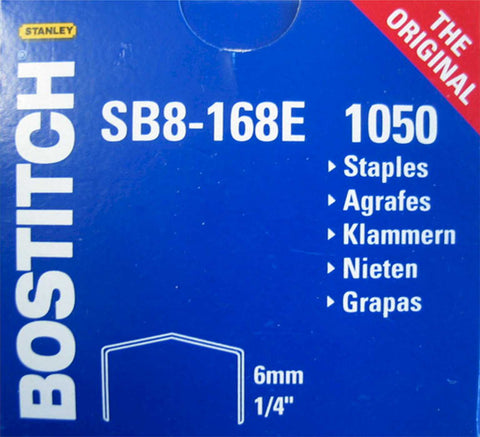 STANLEY
BOSTITCH
THE
ORIGINAL
SB8-168E 1050
Staples
Agrafes
Klammern
Nieten
Grapas
6mm
1/4"